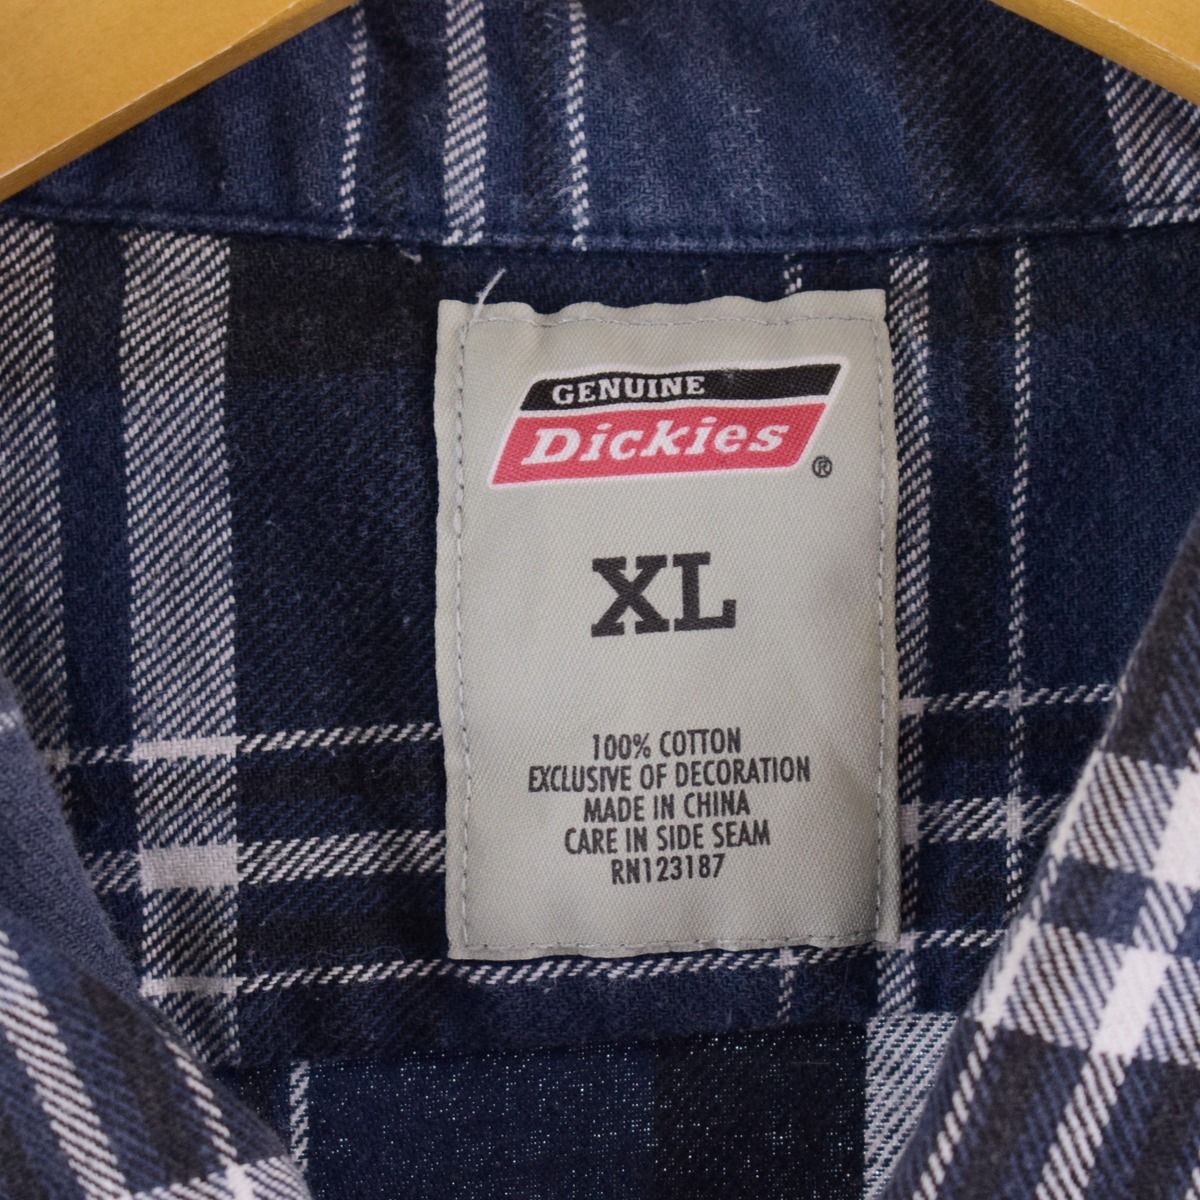 GENUINE
Dickies®
XL
100% COTTON
EXCLUSIVE OF DECORATION
MADE IN CHINA
CARE IN SIDE SEAM
RN123187